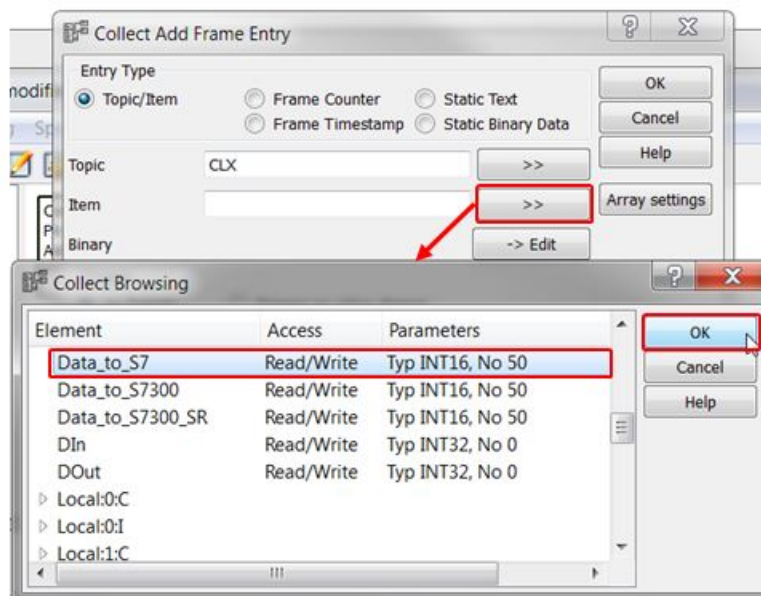 Collect Add Frame Entry
modifi
Entry Type
Topic/Item
Frame Counter
Static Text
Frame Timestamp
Static Binary Data
OK
Cancel
Help
Topic
CLX
>>
Item
>>
Array settings
Binary
-> Edit
Collect Browsing
Element Access Parameters
Data_to_S7 Read/Write Typ INT16, No 50
Data_to_S7300 Read/Write Typ INT16, No 50
Data_to_S7300_SR Read/Write Typ INT16, No 50
DIn Read/Write Typ INT32, No 0
DOut Read/Write Typ INT32, No 0
Local:0:C
Local:0:I
Local:1:C
OK
Cancel
Help